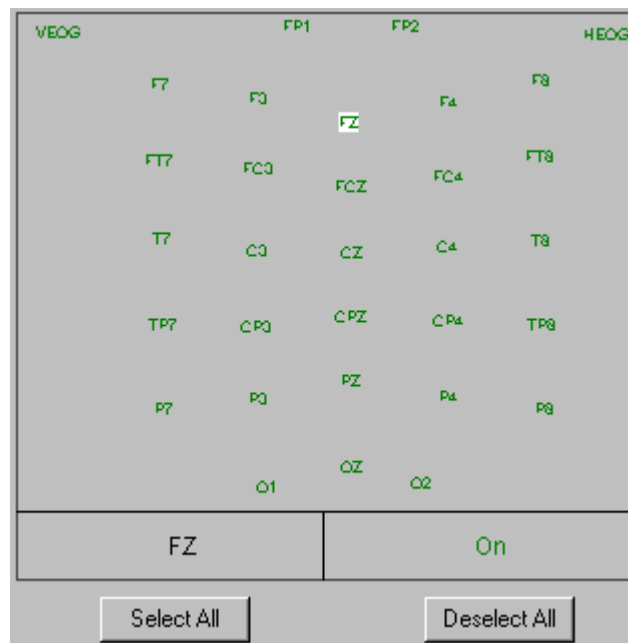 VEOG FP1 FP2 HEOG
F7 F3 FZ F4 F8
FT7 FC3 FCZ FC4 FT8
T7 C3 CZ C4 T8
TP7 CP3 CPZ CP4 TP8
P7 P3 PZ P4 P8
O1 OZ O2
FZ On
Select All Deselect All